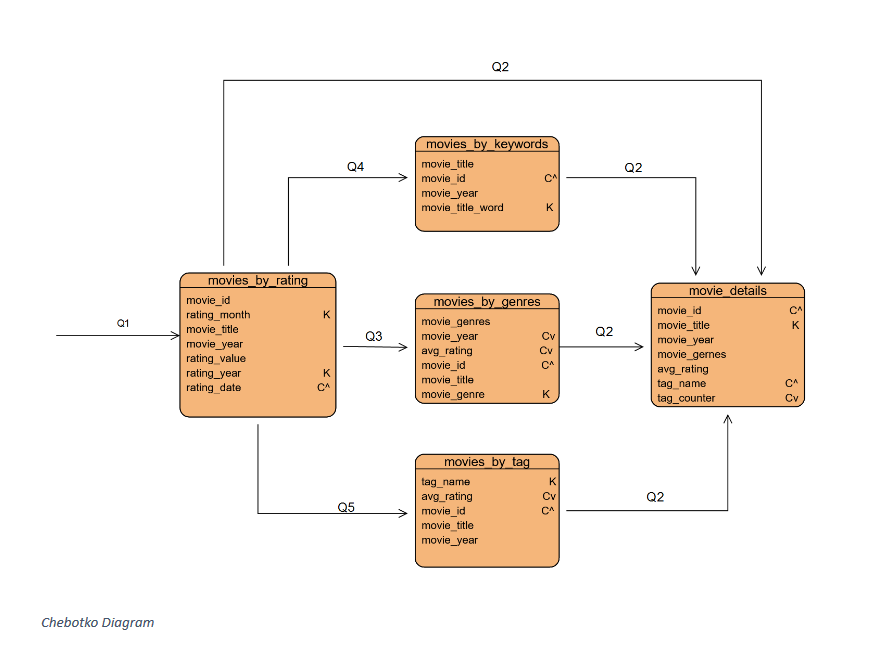 Q2
movies_by_keywords
movie_title
movie_id C^
movie_year
movie_title_word K
Q4
Q2
movies_by_rating
movie_id
rating_month K
movie_title
movie_year
rating_value
rating_year K
rating_date C^
Q1
Q3
movies_by_genres
movie_genres
movie_year Cv
avg_rating Cv
movie_id C^
movie_title
movie_genre K
Q2
movie_details
movie_id C^
movie_title K
movie_year
movie_gernes
avg_rating
tag_name C^
tag_counter Cv
Q5
movies_by_tag
tag_name K
avg_rating Cv
movie_id C^
movie_title
movie_year
Q2
Chebotko Diagram